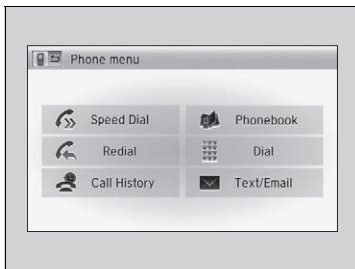 Phone menu
Speed Dial
Phonebook
Redial
Dial
Call History
Text/Email